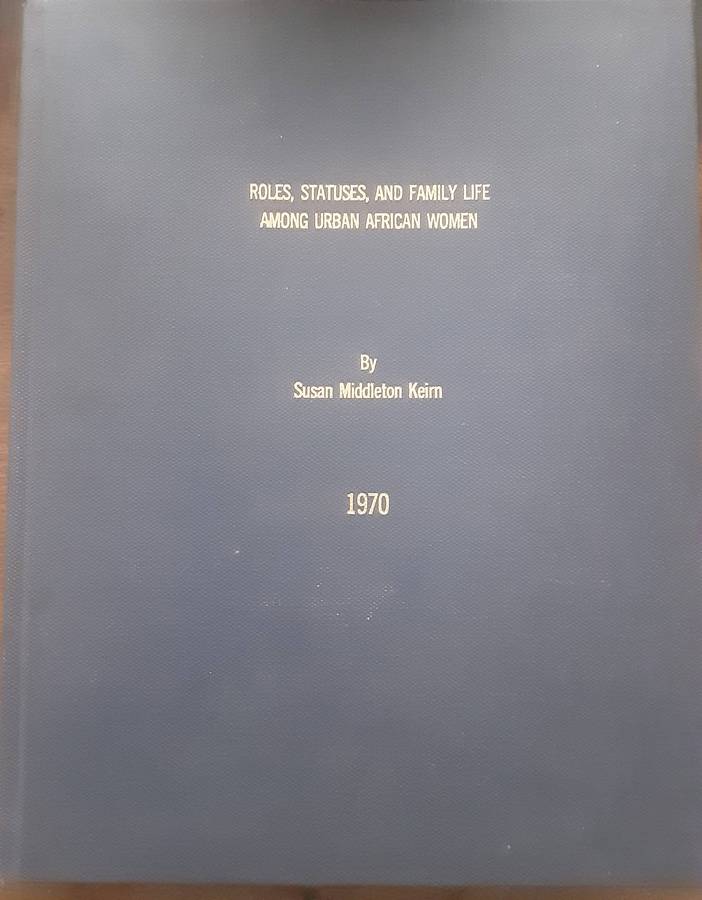 ROLES, STATUSES, AND FAMILY LIFE
AMONG URBAN AFRICAN WOMEN
By
Susan Middleton Keirn
1970